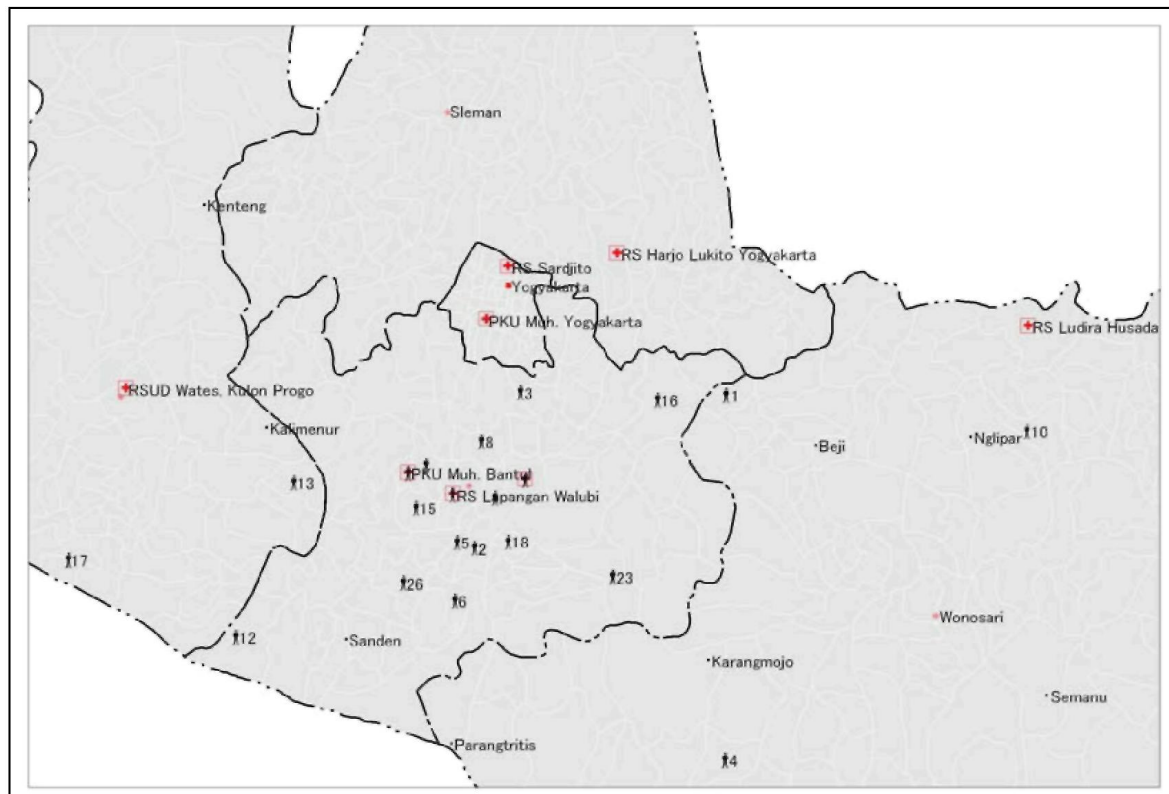 Sleman
Kenteng
RS Harjo Lukito Yogyakarta
RS Sardjito
Yogyakarta
PKU Muh. Yogyakarta
RS Ludira Husada
RSUD Wates, Kulon Progo
3
16
1
Kalimenur
8
Beji
Nglipar
10
PKU Muh. Bantul
13
RS Lapangan Walubi
15
5
2
18
17
26
23
6
12
Sanden
Wonosari
Karangmojo
Semanu
Parangtritis
4